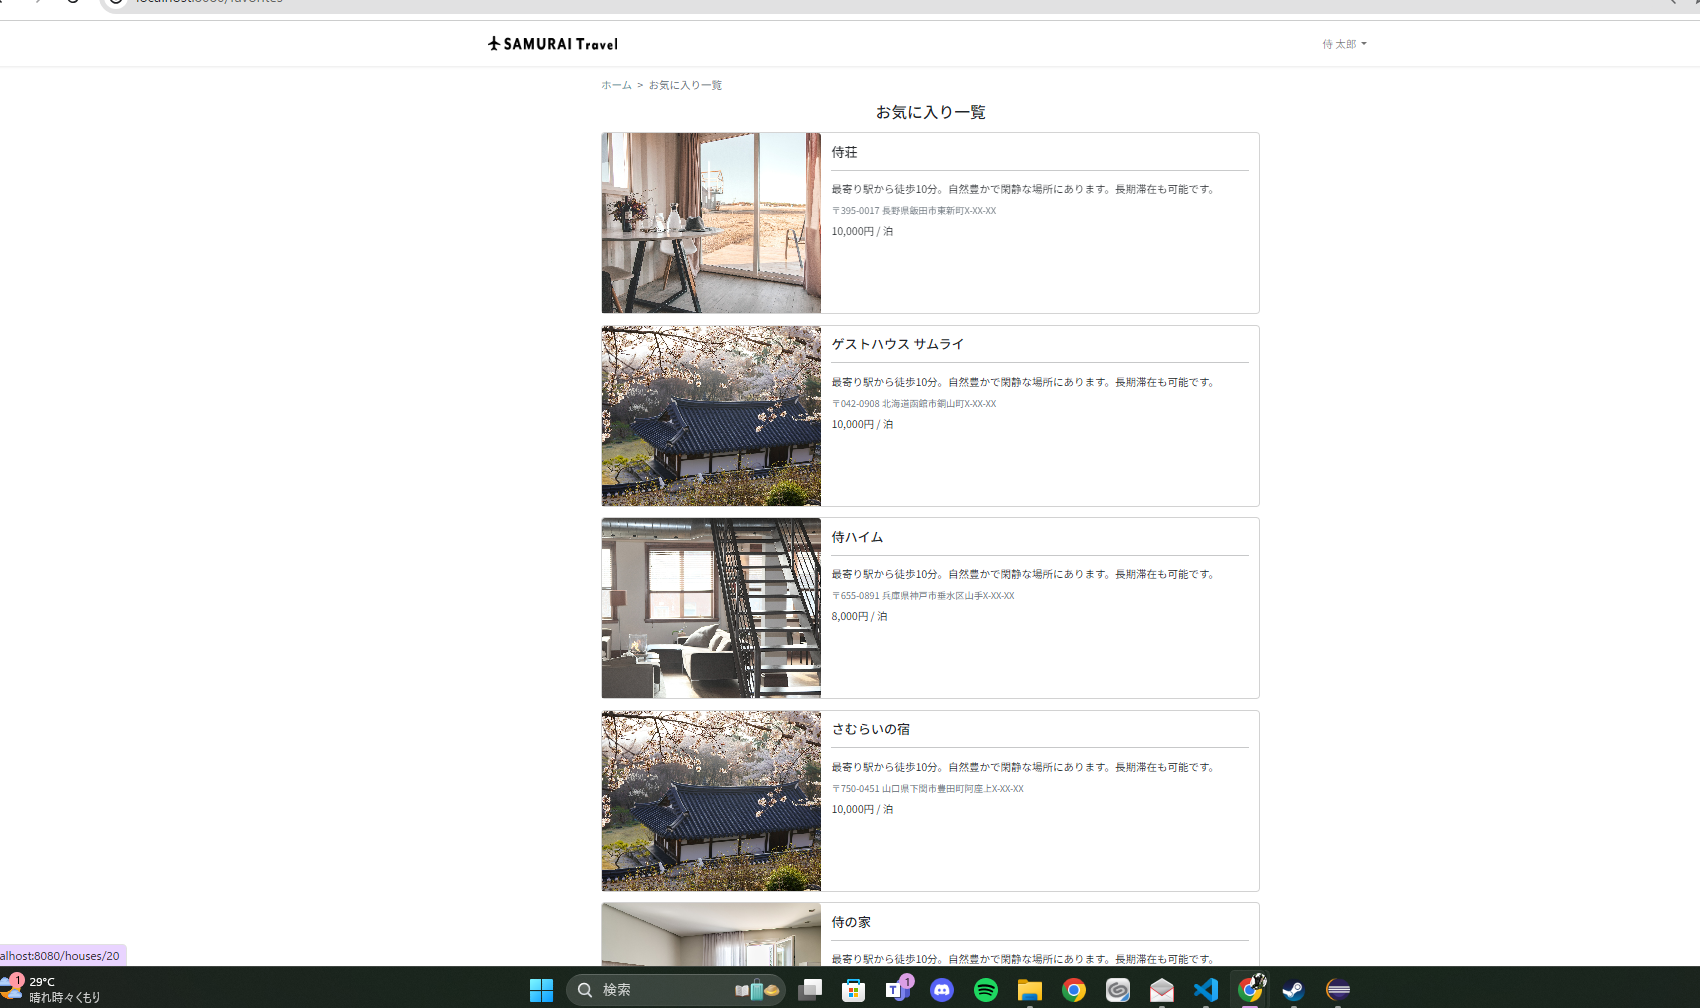 localhost:8080/favorites
SAMURAI Travel
侍 太郎
ホーム > お気に入り一覧
お気に入り一覧
侍荘
最寄り駅から徒歩10分。自然豊かで閑静な場所にあります。長期滞在も可能です。
〒395-0017 長野県飯田市東新町X-XX-XX
10,000円 / 泊
ゲストハウス サムライ
最寄り駅から徒歩10分。自然豊かで閑静な場所にあります。長期滞在も可能です。
〒042-0908 北海道函館市鱒川町X-XX-XX
10,000円 / 泊
侍ハイム
最寄り駅から徒歩10分。自然豊かで閑静な場所にあります。長期滞在も可能です。
〒655-0891 兵庫県神戸市垂水区山手X-XX-XX
8,000円 / 泊
さむらいの宿
最寄り駅から徒歩10分。自然豊かで閑静な場所にあります。長期滞在も可能です。
〒750-0451 山口県下関市豊田町阿座上X-XX-XX
10,000円 / 泊
侍の家
最寄り駅から徒歩10分。自然豊かで閑静な場所にあります。長期滞在も可能です。
alhost:8080/houses/20
1
29°C
晴れ時々くもり
検索
1